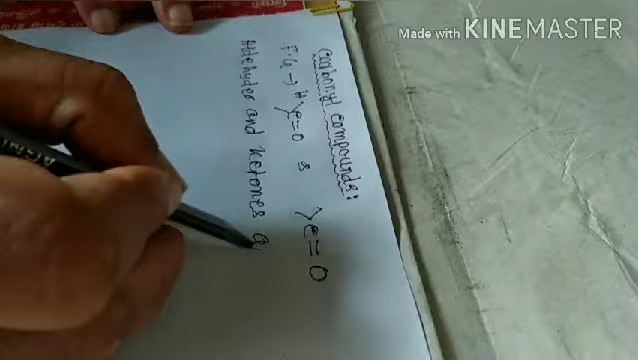 Made with KINEMASTER
Carbonyl compounds:
F.G → H>C=O & >C=O
Aldehydes and Ketones a